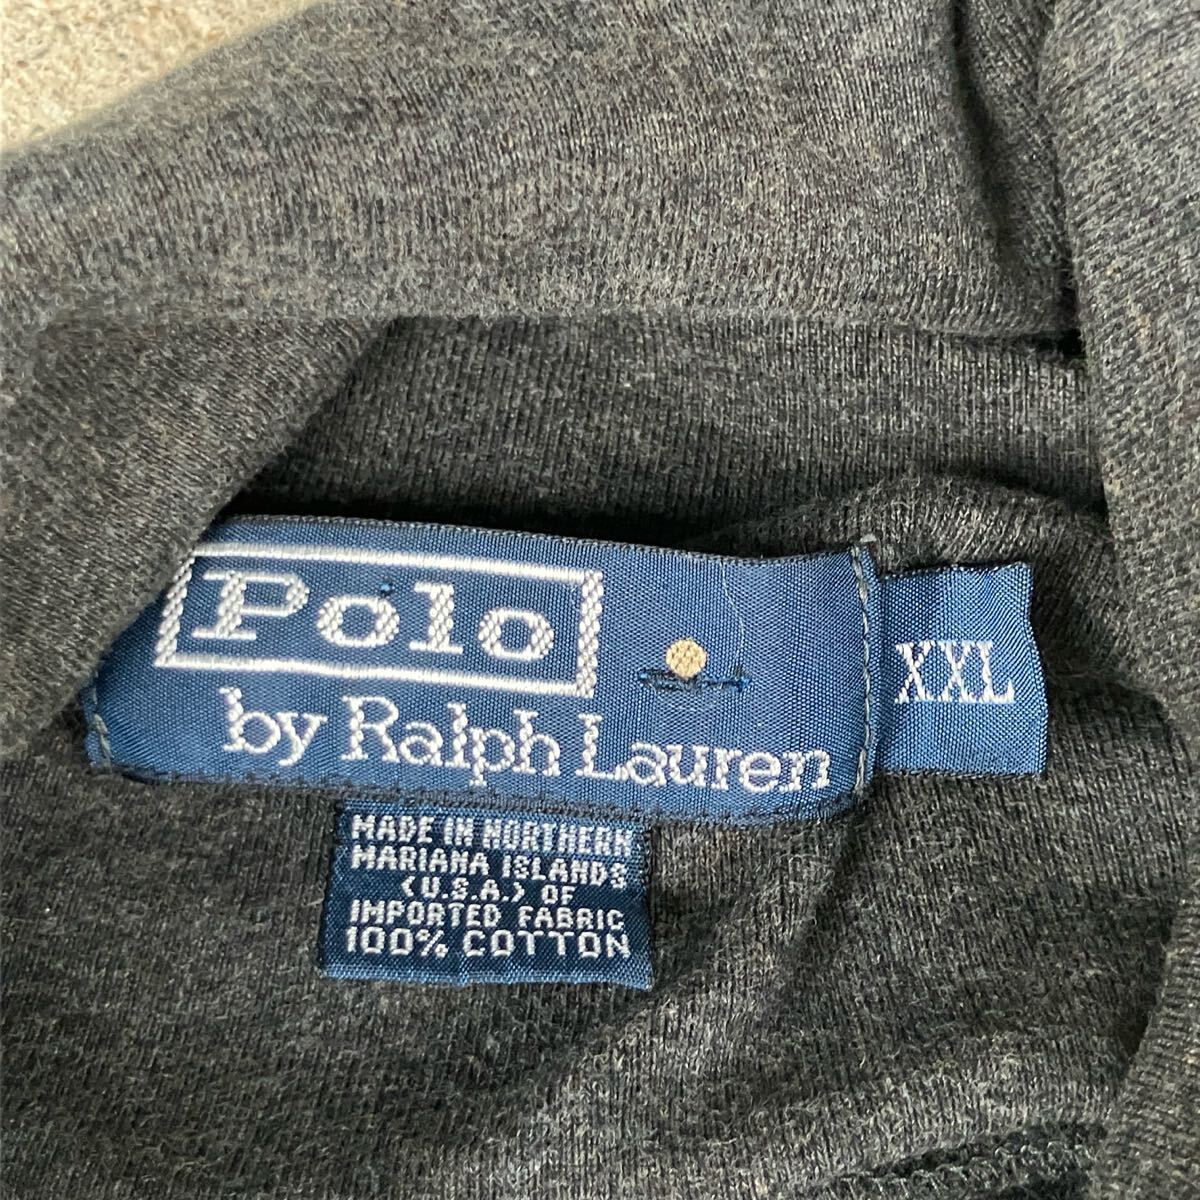 Polo
by Ralph Lauren
XXL
MADE IN NORTHERN
MARIANA ISLANDS
(U.S.A.) OF
IMPORTED FABRIC
100% COTTON